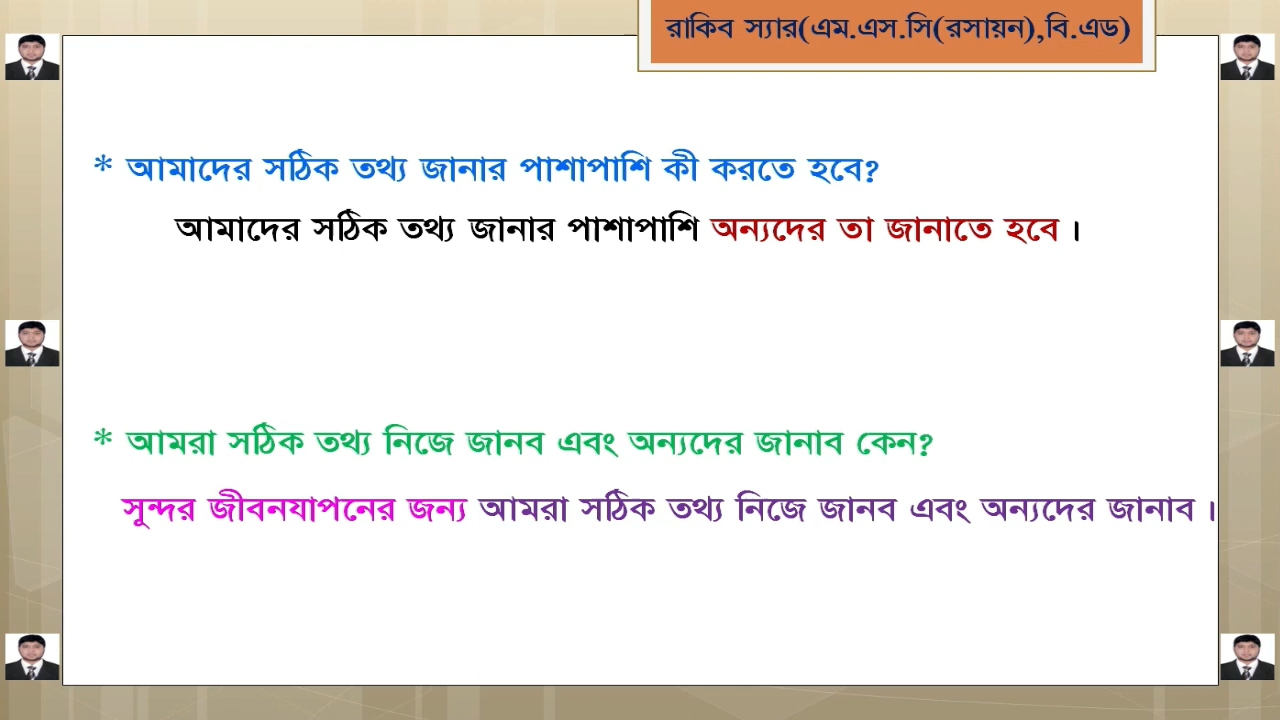 রাকিব স্যার(এম.এস.সি(রসায়ন),বি.এড)
* আমাদের সঠিক তথ্য জানার পাশাপাশি কী করতে হবে?
আমাদের সঠিক তথ্য জানার পাশাপাশি অন্যদের তা জানাতে হবে ।
* আমরা সঠিক তথ্য নিজে জানব এবং অন্যদের জানাব কেন?
সুন্দর জীবনযাপনের জন্য আমরা সঠিক তথ্য নিজে জানব এবং অন্যদের জানাব ।